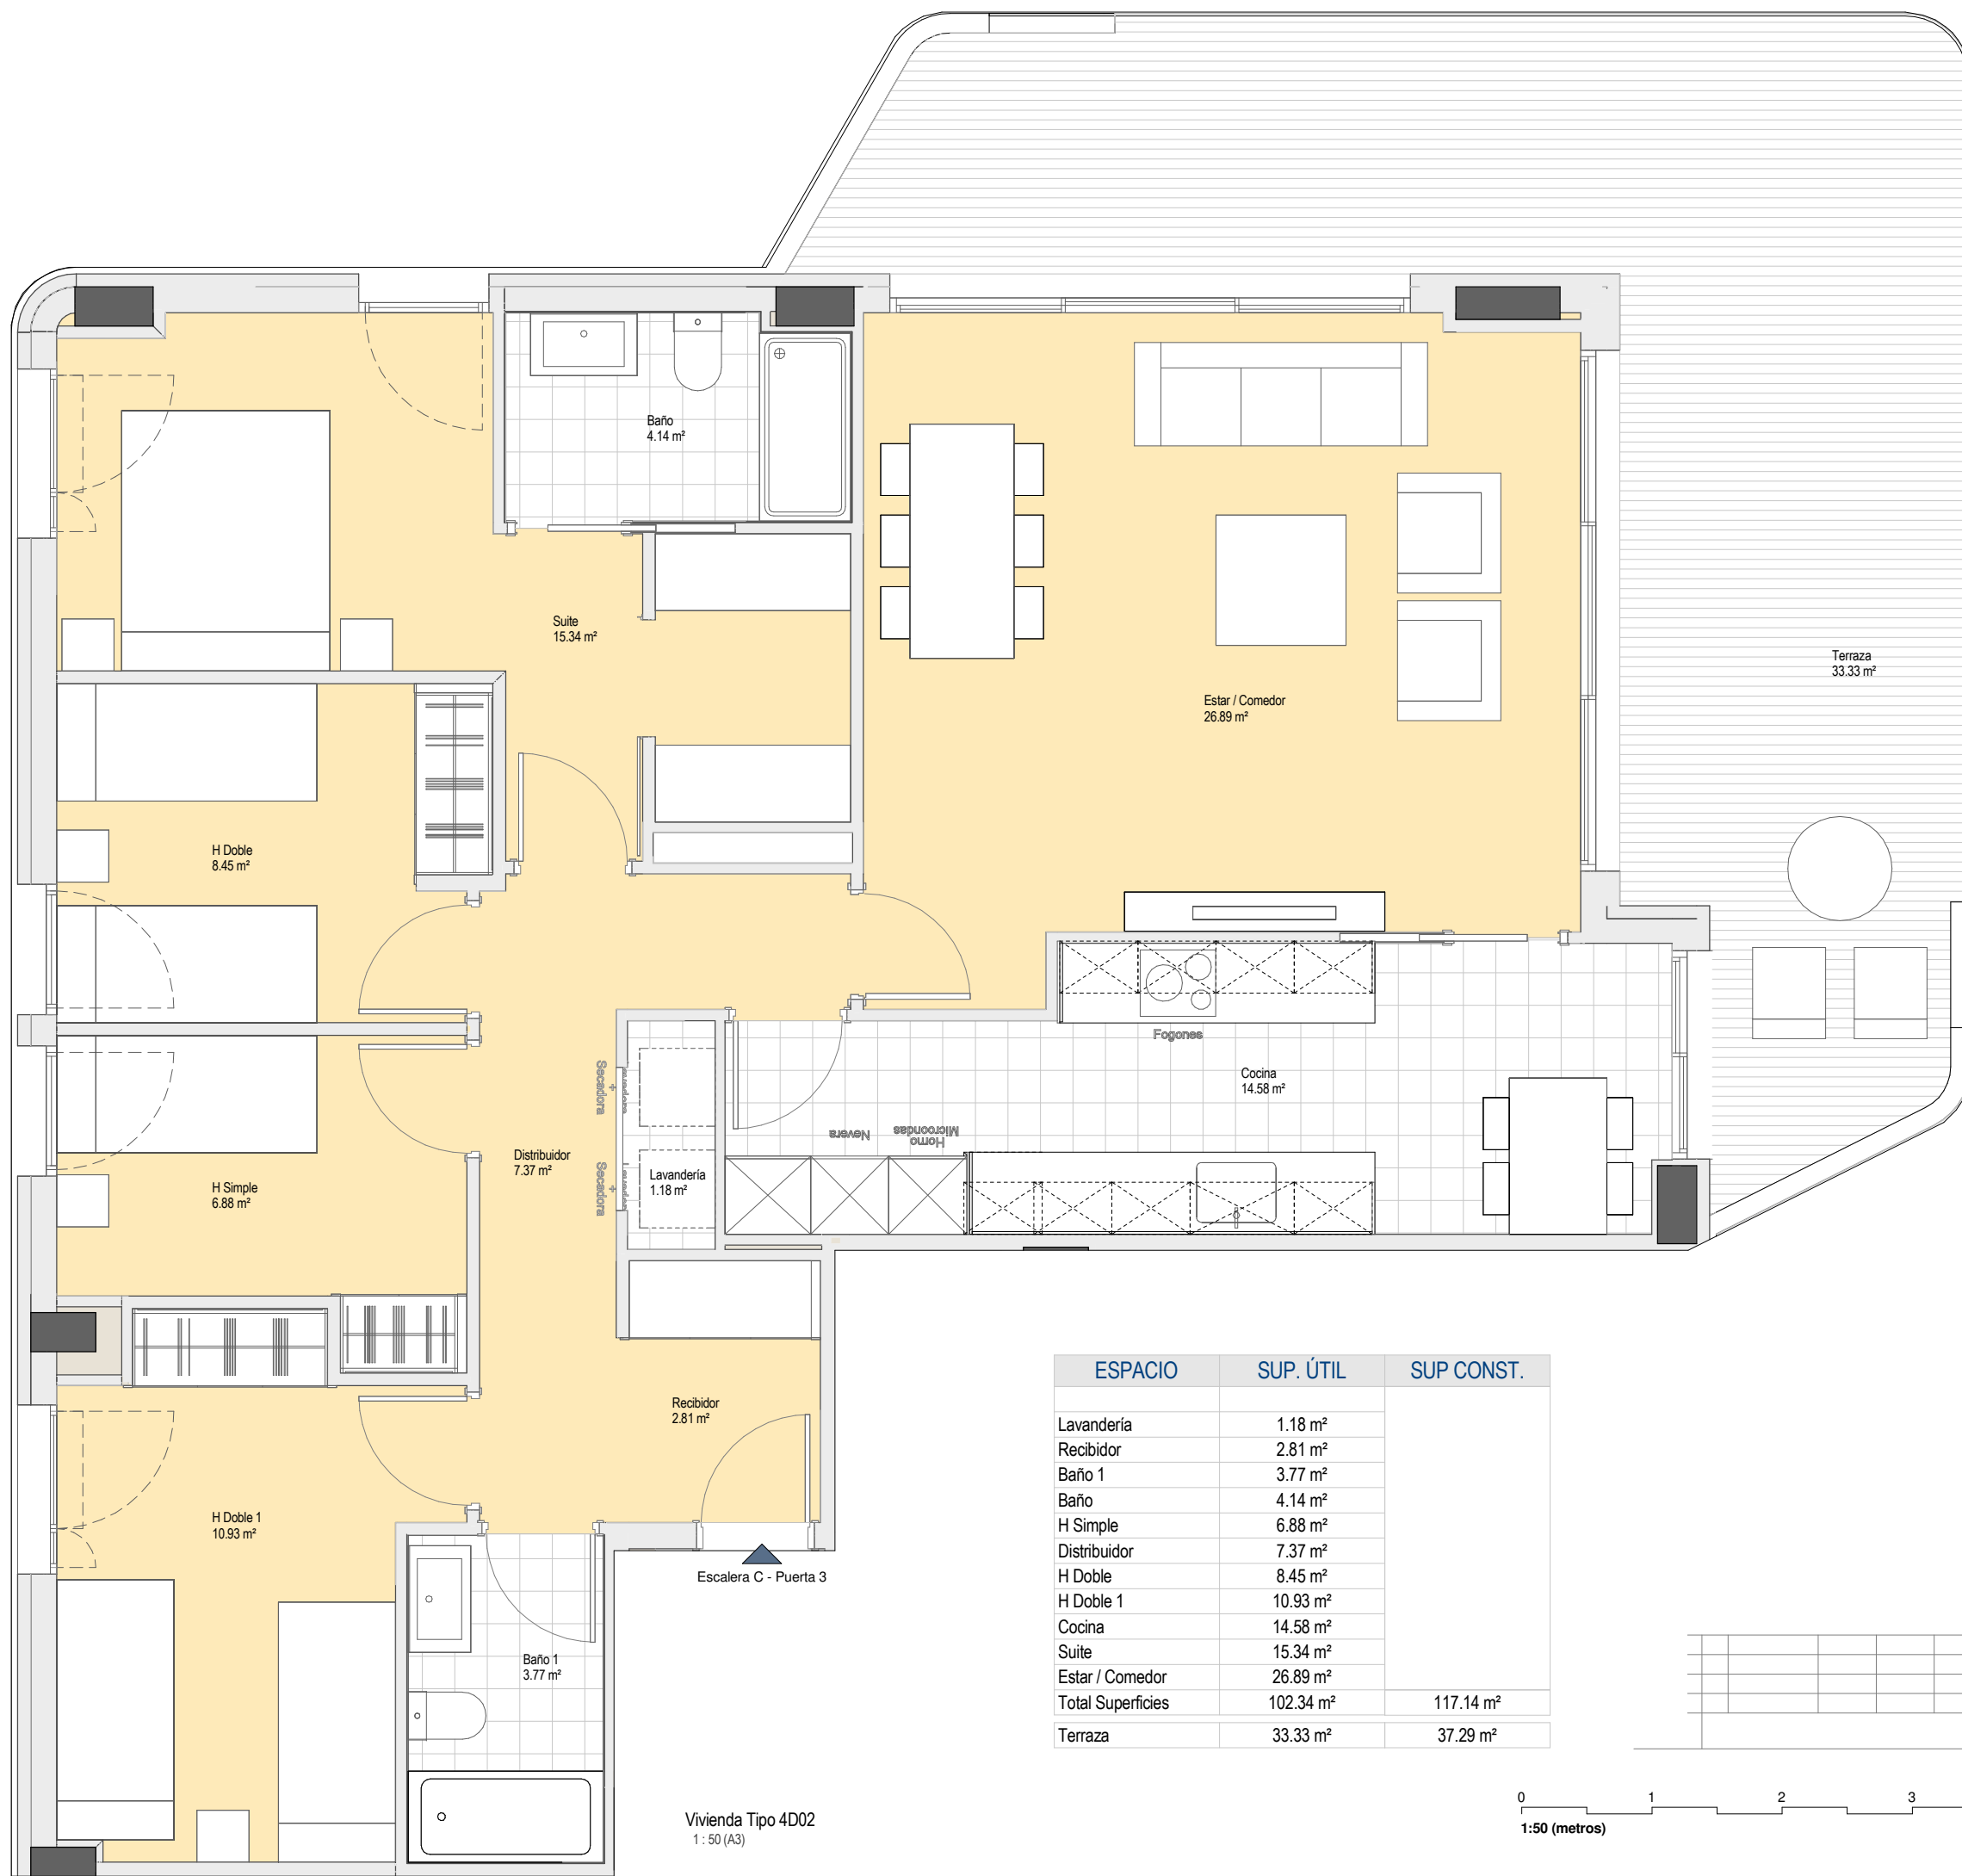 Baño
4.14 m²
Suite
15.34 m²
Terraza
33.33 m²
Estar / Comedor
26.89 m²
H Doble
8.45 m²
Fogones
Cocina
14.58 m²
Secadora
Nevera
Horno
Microondas
Distribuidor
7.37 m²
Secadora
Lavandería
1.18 m²
H Simple
6.88 m²
Recibidor
2.81 m²
H Doble 1
10.93 m²
Escalera C - Puerta 3
Baño 1
3.77 m²
ESPACIO SUP. ÚTIL SUP CONST.
Lavandería 1.18 m²
Recibidor 2.81 m²
Baño 1 3.77 m²
Baño 4.14 m²
H Simple 6.88 m²
Distribuidor 7.37 m²
H Doble 8.45 m²
H Doble 1 10.93 m²
Cocina 14.58 m²
Suite 15.34 m²
Estar / Comedor 26.89 m²
Total Superficies 102.34 m² 117.14 m²
Terraza 33.33 m² 37.29 m²
Vivienda Tipo 4D02
1 : 50 (A3)
0 1 2 3
1:50 (metros)